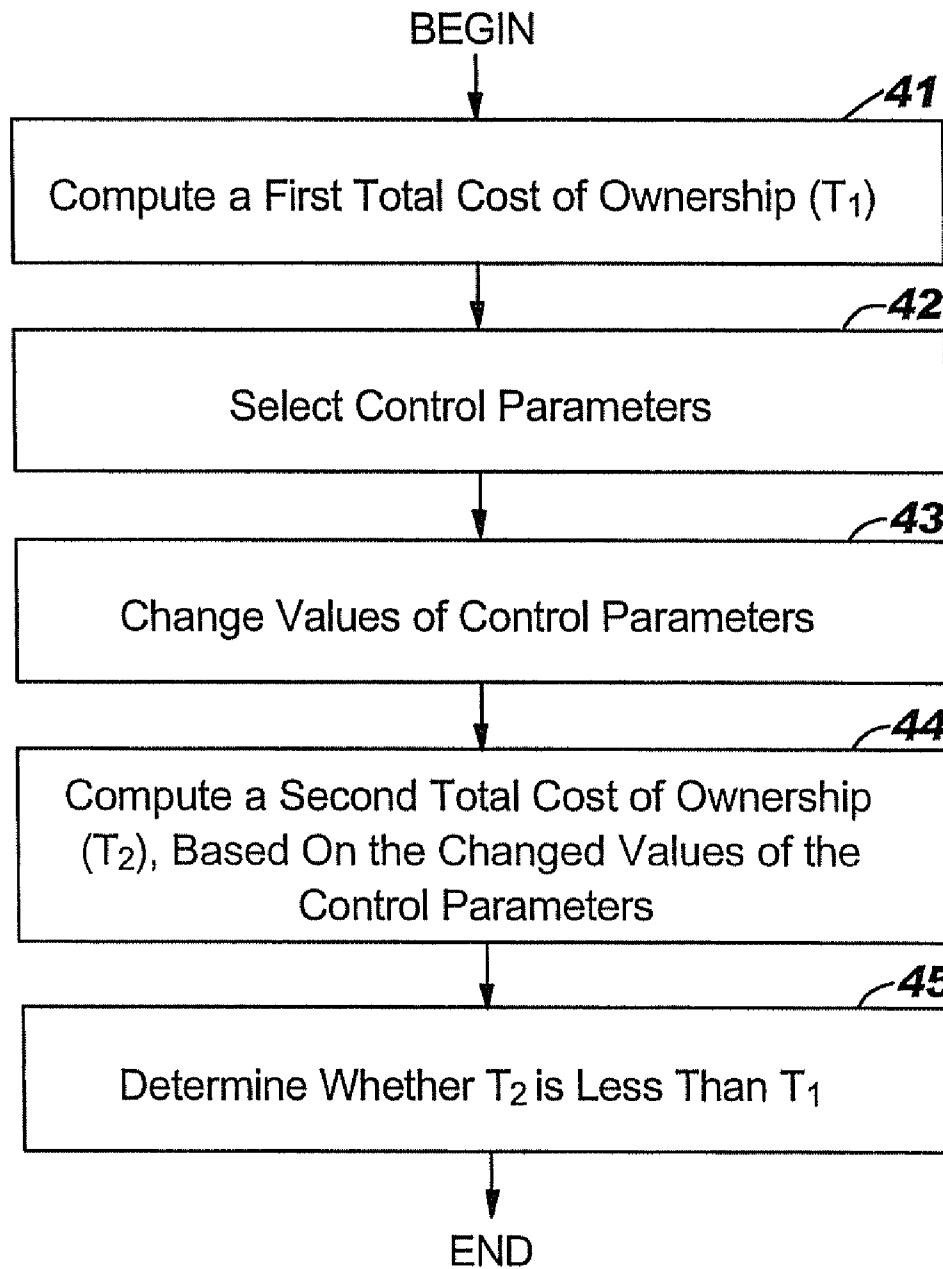 BEGIN
41
Compute a First Total Cost of Ownership (T₁)
42
Select Control Parameters
43
Change Values of Control Parameters
44
Compute a Second Total Cost of Ownership
(T₂), Based On the Changed Values of the
Control Parameters
45
Determine Whether T₂ is Less Than T₁
END